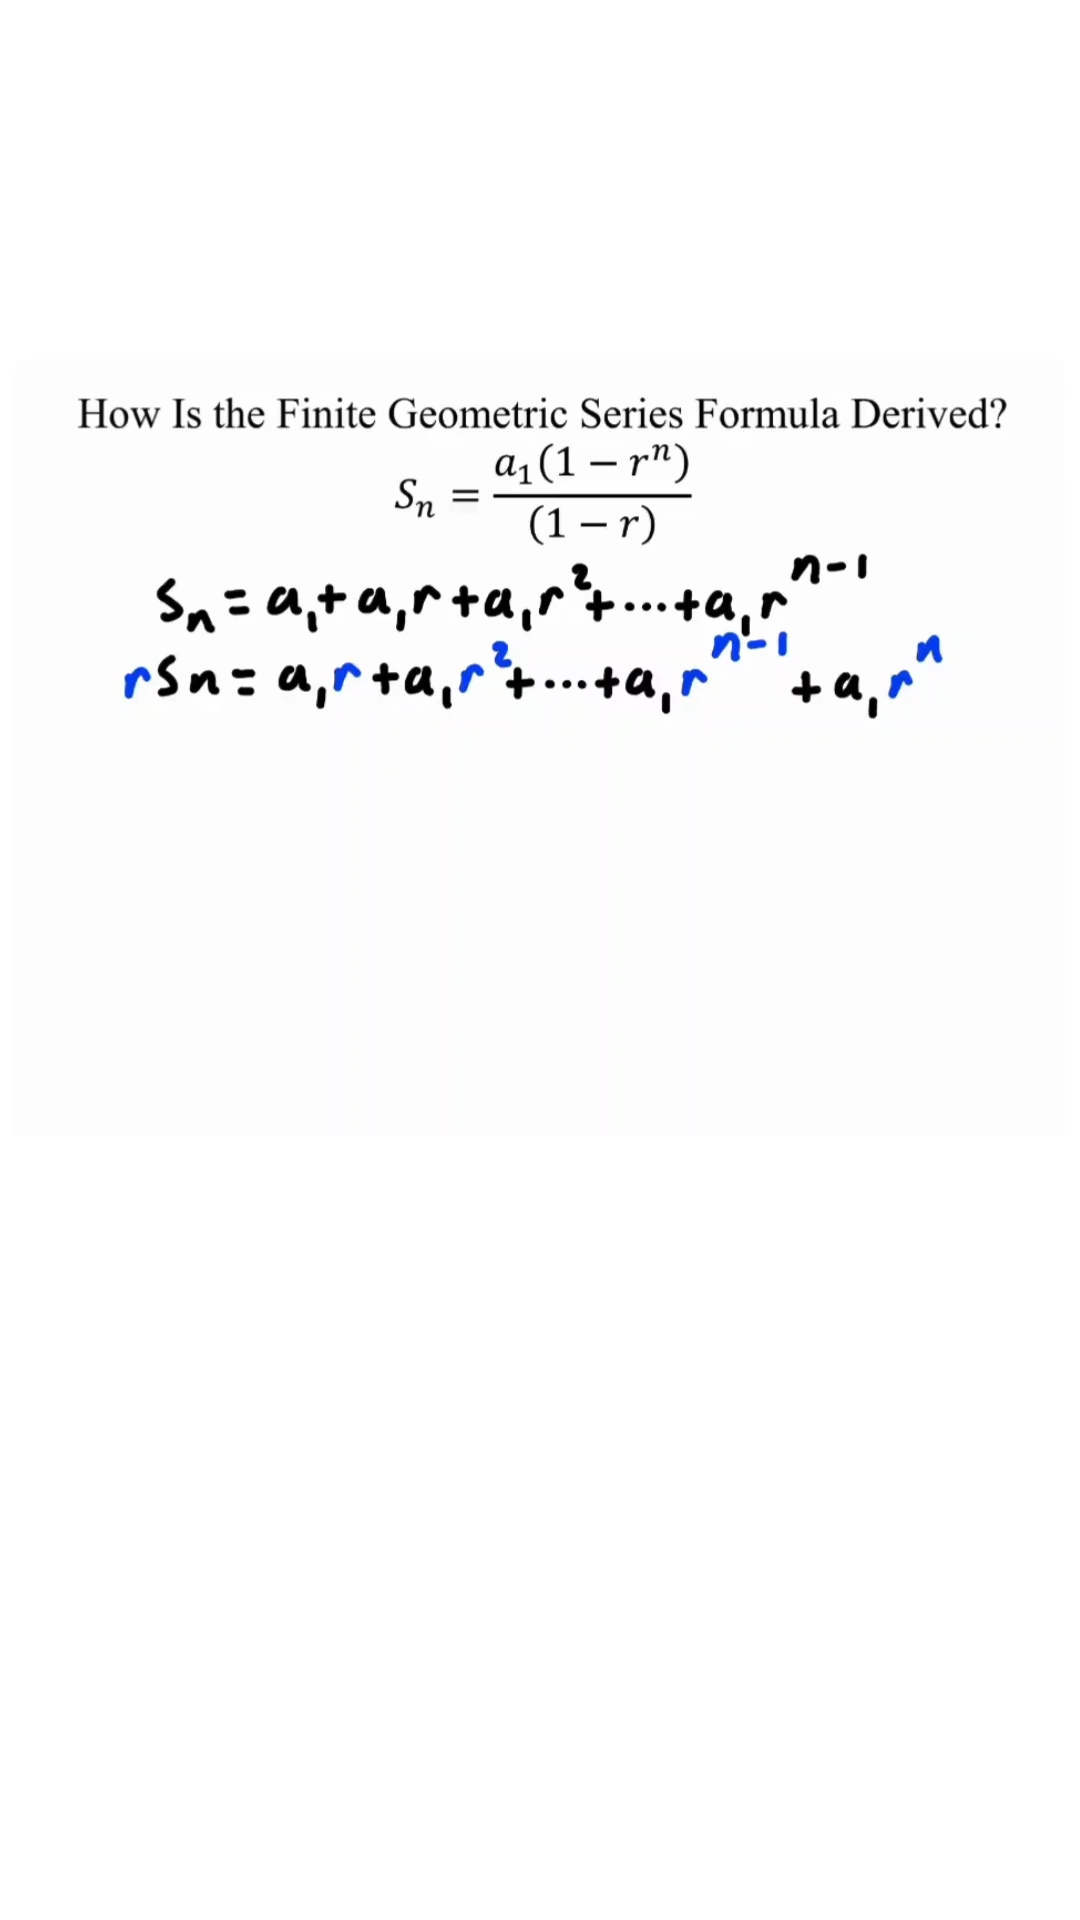 How Is the Finite Geometric Series Formula Derived?
Sₙ = a₁(1 − rⁿ) / (1 − r)
Sₙ = a₁ + a₁r + a₁r² + ... + a₁rⁿ⁻¹
rSn = a₁r + a₁r² + ... + a₁rⁿ⁻¹ + a₁rⁿ